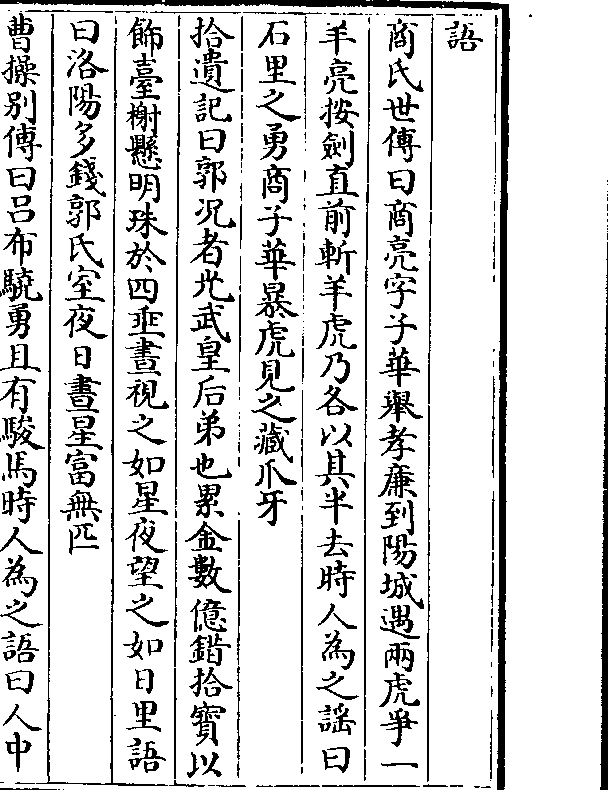 語
商氏世傳曰商亮字子華舉孝廉到陽城遇兩虎爭一
羊亮按劍直前斬羊虎乃各以其半去時人為之謡曰
石里之勇商子華暴虎見之藏爪牙
拾遺記曰郭况者光武皇后弟也累金數億錯拾寶以
飾臺榭懸明珠於四垂晝視之如星夜望之如日里語
曰洛陽多錢郭氏室夜日晝星富無匹
曹操别傳曰吕布驍勇且有駿馬時人為之語曰人中